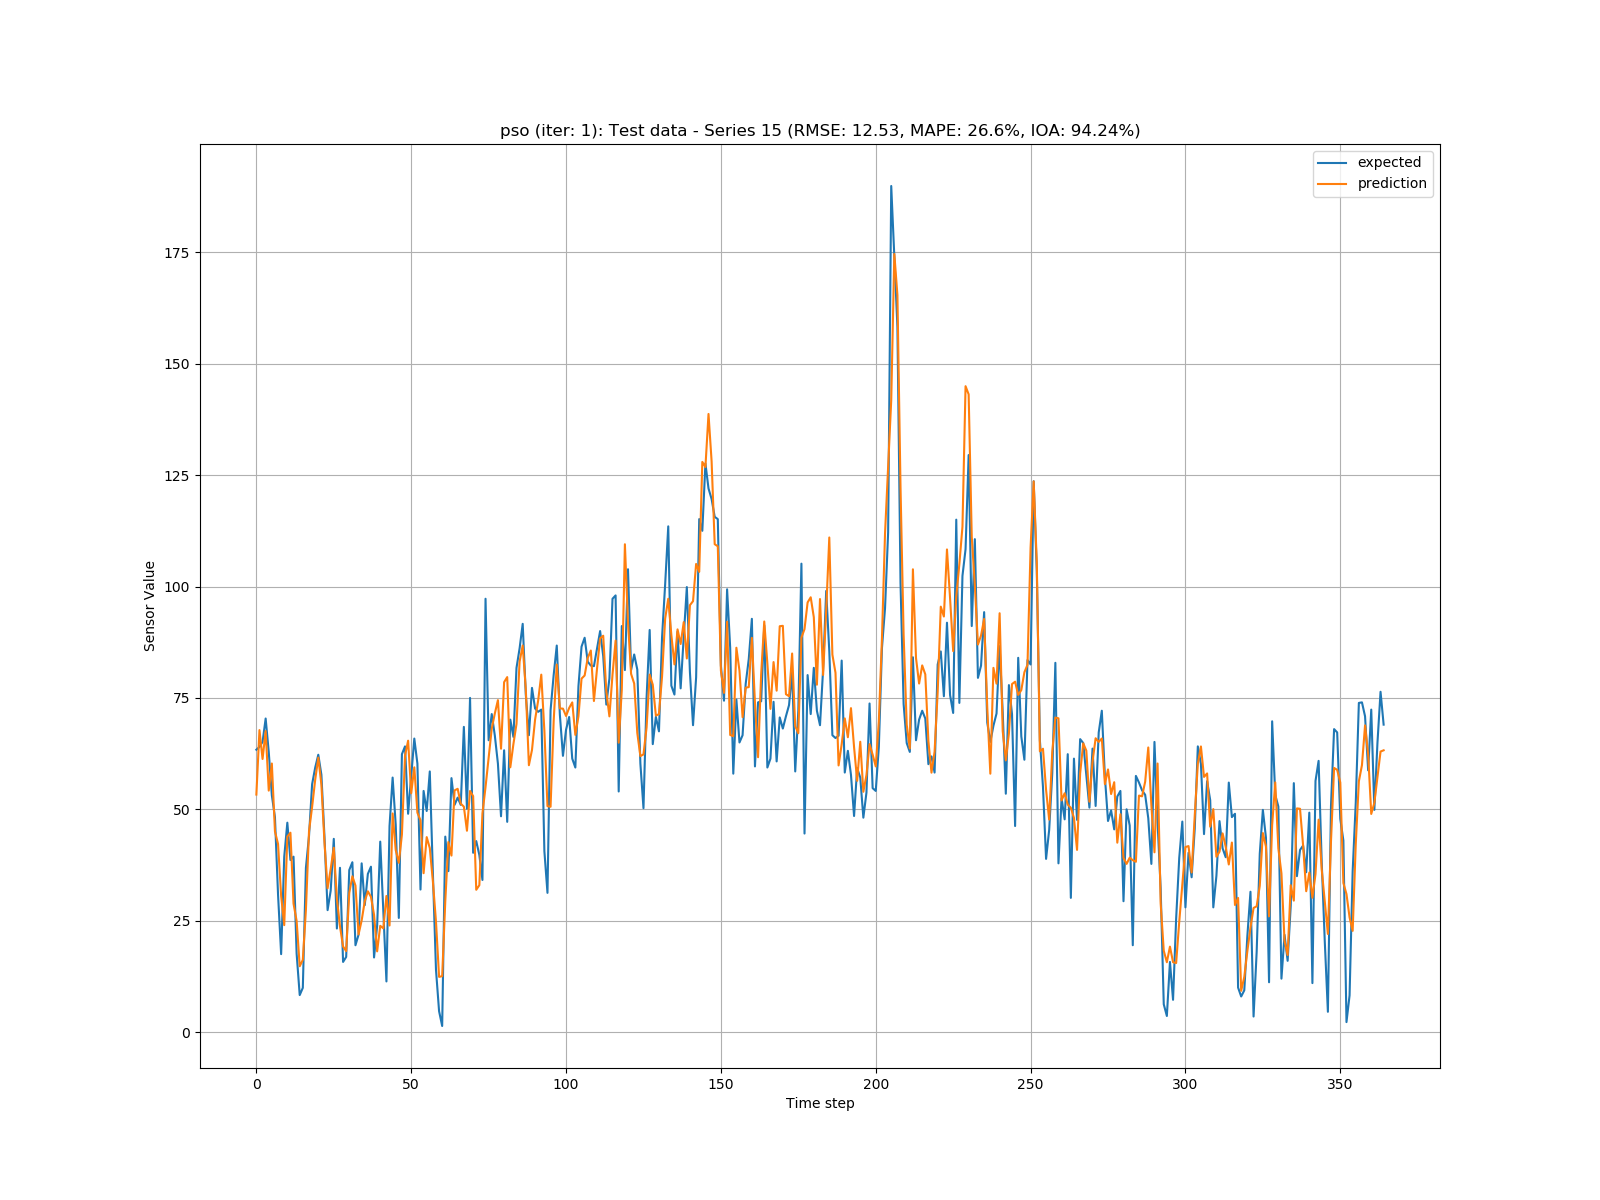 pso (iter: 1): Test data - Series 15 (RMSE: 12.53, MAPE: 26.6%, IOA: 94.24%)
expected
prediction
175
150
125
100
75
50
25
0
Sensor Value
0 50 100 150 200 250 300 350
Time step